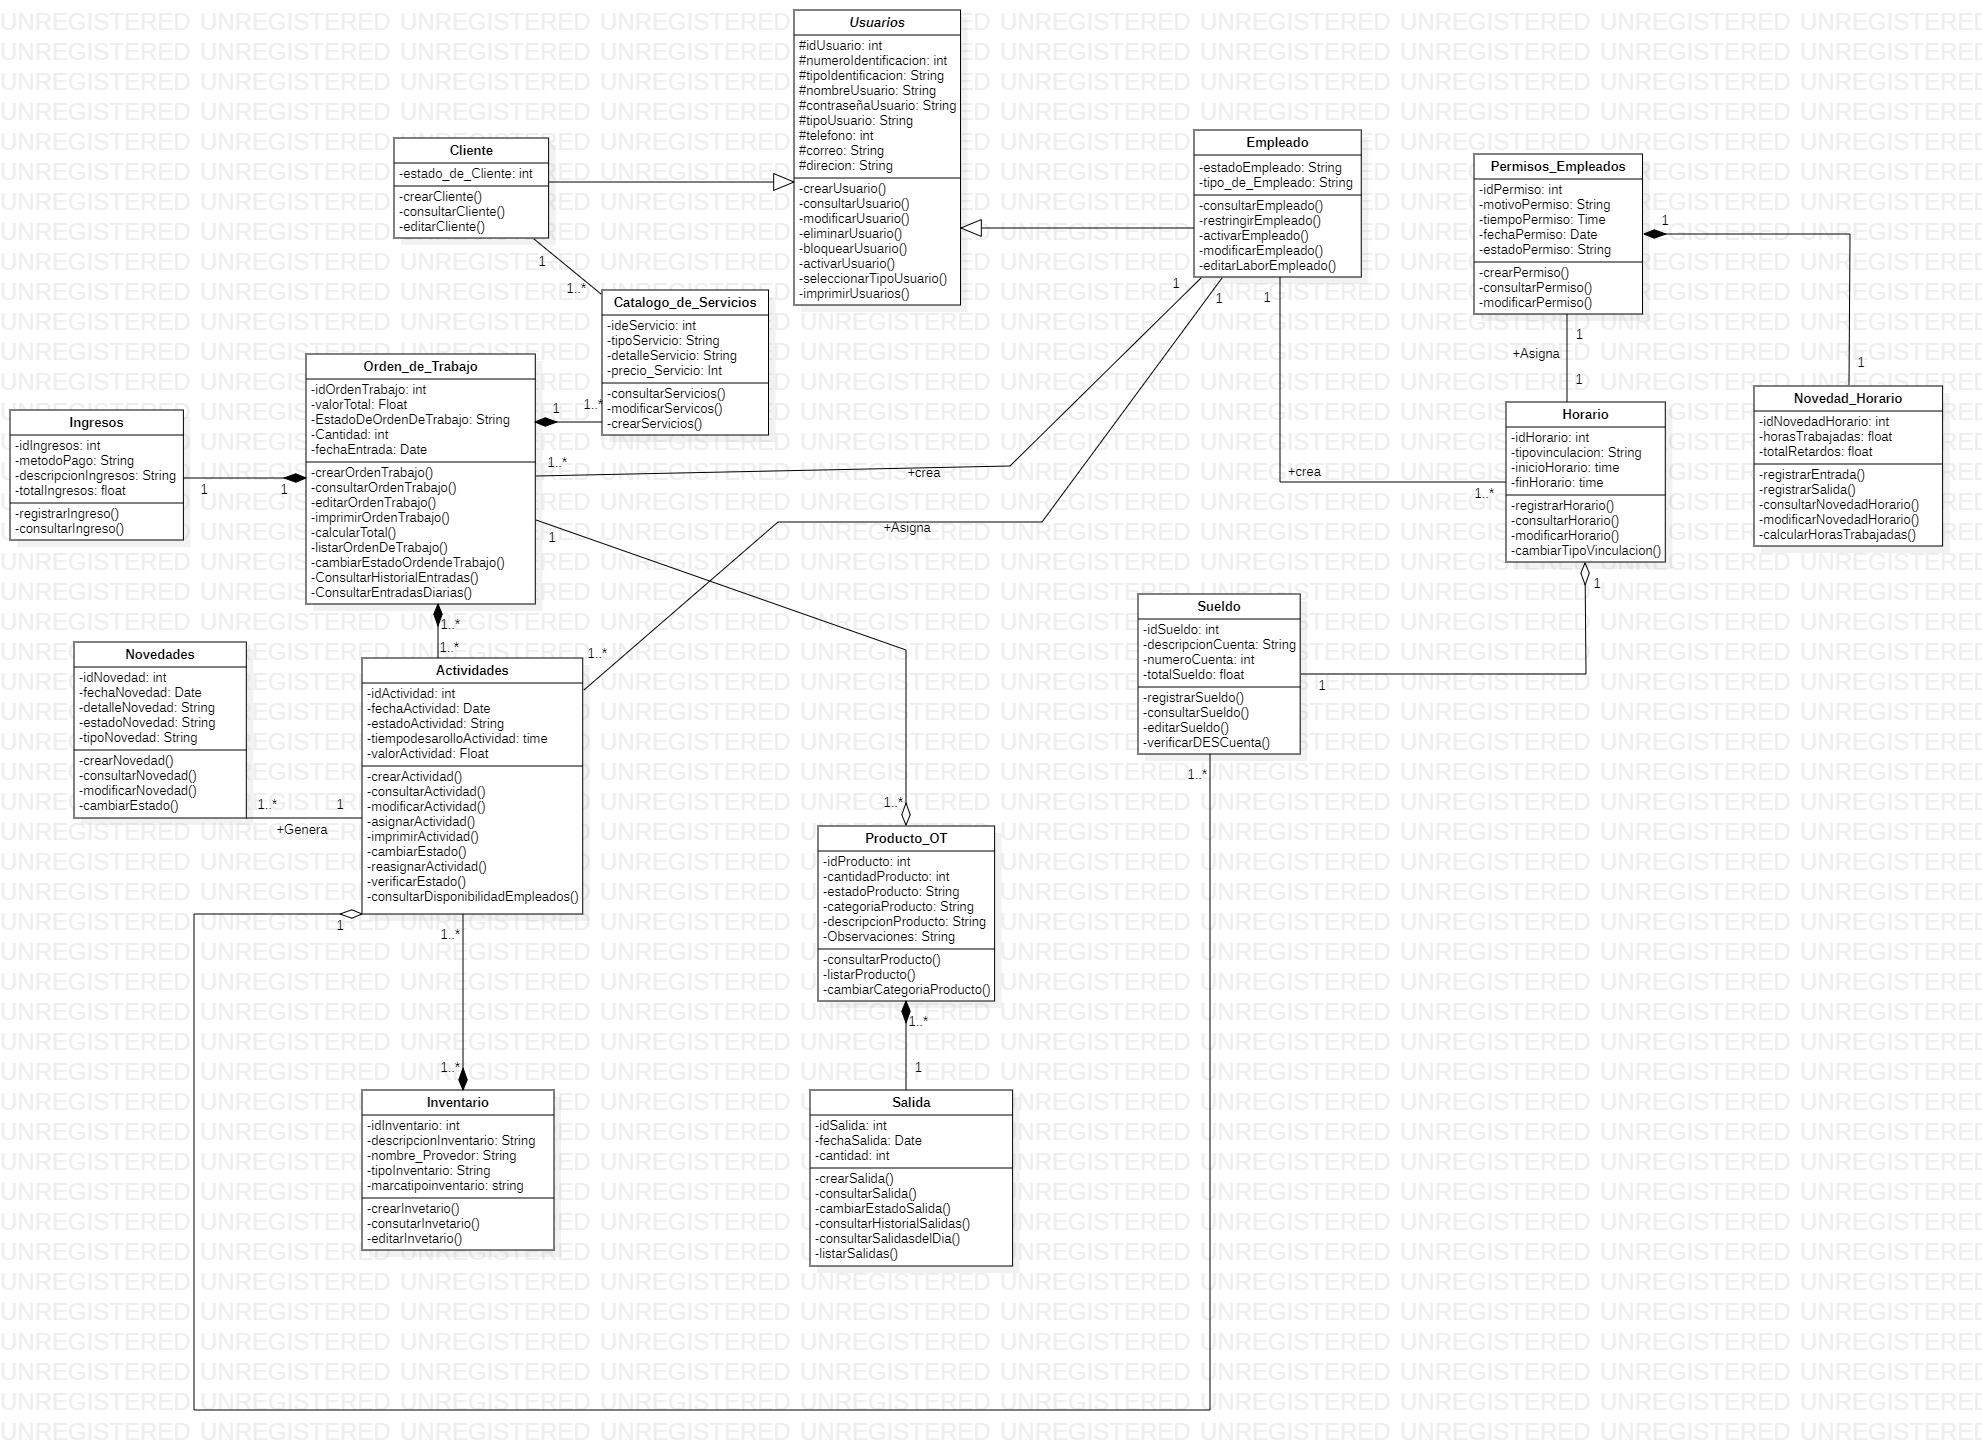 Usuarios
#idUsuario: int
#numeroIdentificacion: int
#tipoIdentificacion: String
#nombreUsuario: String
#contraseñaUsuario: String
#tipoUsuario: String
#telefono: int
#correo: String
#direcion: String
-crearUsuario()
-consultarUsuario()
-modificarUsuario()
-eliminarUsuario()
-bloquearUsuario()
-activarUsuario()
-seleccionarTipoUsuario()
-imprimirUsuarios()
Cliente
-estado_de_Cliente: int
-crearCliente()
-consultarCliente()
-editarCliente()
1
1..*
Empleado
-estadoEmpleado: String
-tipo_de_Empleado: String
-consultarEmpleado()
-restringirEmpleado()
-activarEmpleado()
-modificarEmpleado()
-editarLaborEmpleado()
1
1
1
Permisos_Empleados
-idPermiso: int
-motivoPermiso: String
-tiempoPermiso: Time
-fechaPermiso: Date
-estadoPermiso: String
-crearPermiso()
-consultarPermiso()
-modificarPermiso()
1
1
1
+Asigna
1
Catalogo_de_Servicios
-ideServicio: int
-tipoServicio: String
-detalleServicio: String
-precio_Servicio: Int
-consultarServicios()
-modificarServicos()
-crearServicios()
1
1..*
Orden_de_Trabajo
-idOrdenTrabajo: int
-valorTotal: Float
-EstadoDeOrdenDeTrabajo: String
-Cantidad: int
-fechaEntrada: Date
-crearOrdenTrabajo()
-consultarOrdenTrabajo()
-editarOrdenTrabajo()
-imprimirOrdenTrabajo()
-calcularTotal()
-listarOrdenDeTrabajo()
-cambiarEstadoOrdendeTrabajo()
-ConsultarHistorialEntradas()
-ConsultarEntradasDiarias()
1..*
+crea
+Asigna
1
Ingresos
-idIngresos: int
-metodoPago: String
-descripcionIngresos: String
-totalIngresos: float
-registrarIngreso()
-consultarIngreso()
1
1
Horario
-idHorario: int
-tipovinculacion: String
-inicioHorario: time
-finHorario: time
-registrarHorario()
-consultarHorario()
-modificarHorario()
-cambiarTipoVinculacion()
+crea
1..*
1
Novedad_Horario
-idNovedadHorario: int
-horasTrabajadas: float
-totalRetardos: float
-registrarEntrada()
-registrarSalida()
-consultarNovedadHorario()
-modificarNovedadHorario()
-calcularHorasTrabajadas()
Sueldo
-idSueldo: int
-descripcionCuenta: String
-numeroCuenta: int
-totalSueldo: float
-registrarSueldo()
-consultarSueldo()
-editarSueldo()
-verificarDESCuenta()
1
1..*
1..*
1..*
1..*
Novedades
-idNovedad: int
-fechaNovedad: Date
-detalleNovedad: String
-estadoNovedad: String
-tipoNovedad: String
-crearNovedad()
-consultarNovedad()
-modificarNovedad()
-cambiarEstado()
1..*
1
+Genera
Actividades
-idActividad: int
-fechaActividad: Date
-estadoActividad: String
-tiempodesarolloActividad: time
-valorActividad: Float
-crearActividad()
-consultarActividad()
-modificarActividad()
-asignarActividad()
-imprimirActividad()
-cambiarEstado()
-reasignarActividad()
-verificarEstado()
-consultarDisponibilidadEmpleados()
1
1..*
1..*
1..*
Producto_OT
-idProducto: int
-cantidadProducto: int
-estadoProducto: String
-categoriaProducto: String
-descripcionProducto: String
-Observaciones: String
-consultarProducto()
-listarProducto()
-cambiarCategoriaProducto()
1..*
1
Inventario
-idInventario: int
-descripcionInventario: String
-nombre_Provedor: String
-tipoInventario: String
-marcatipoinventario: string
-crearInvetario()
-consutarInvetario()
-editarInvetario()
Salida
-idSalida: int
-fechaSalida: Date
-cantidad: int
-crearSalida()
-consultarSalida()
-cambiarEstadoSalida()
-consultarHistorialSalidas()
-consultarSalidasdelDia()
-listarSalidas()
UNREGISTERED